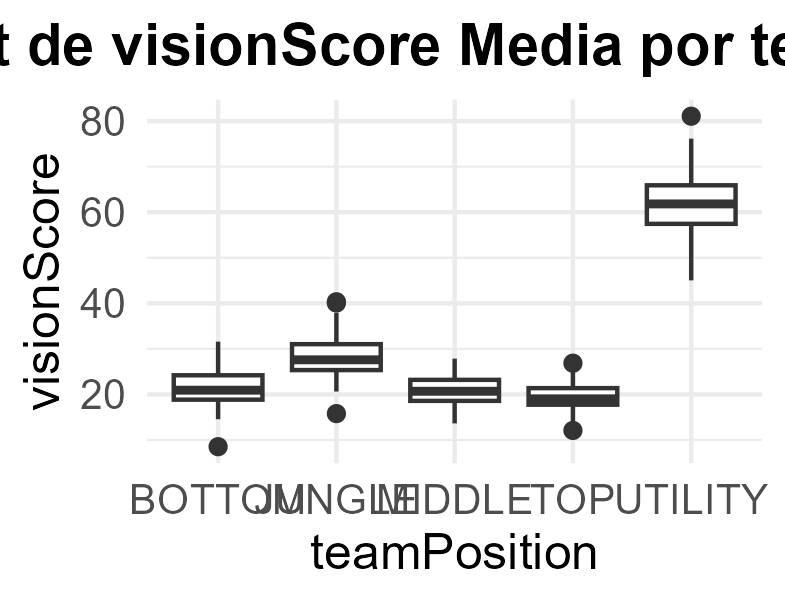 t de visionScore Media por te
80
60
40
20
visionScore
BOTTOM JUNGLE MIDDLE TOP UTILITY
teamPosition